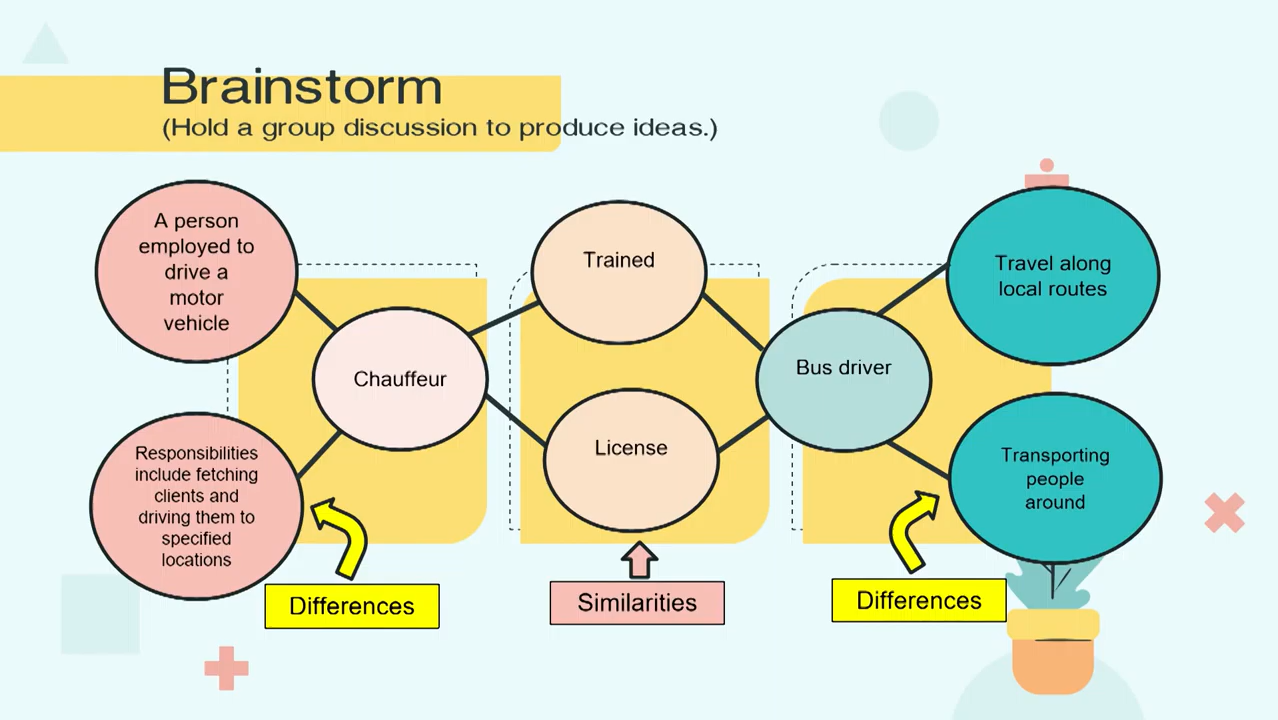 Brainstorm
(Hold a group discussion to produce ideas.)
A person
employed to
drive a
motor
vehicle
Responsibilities
include fetching
clients and
driving them to
specified
locations
Chauffeur
Trained
License
Bus driver
Travel along
local routes
Transporting
people
around
Differences
Similarities
Differences